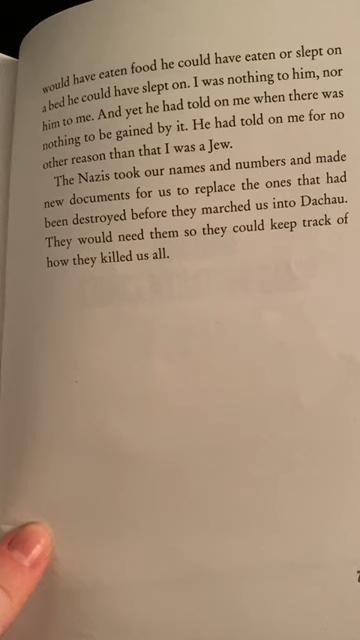 would have eaten food he could have eaten or slept on
a bed he could have slept on. I was nothing to him, nor
him to me. And yet he had told on me when there was
nothing to be gained by it. He had told on me for no
other reason than that I was a Jew.
The Nazis took our names and numbers and made
new documents for us to replace the ones that had
been destroyed before they marched us into Dachau.
They would need them so they could keep track of
how they killed us all.